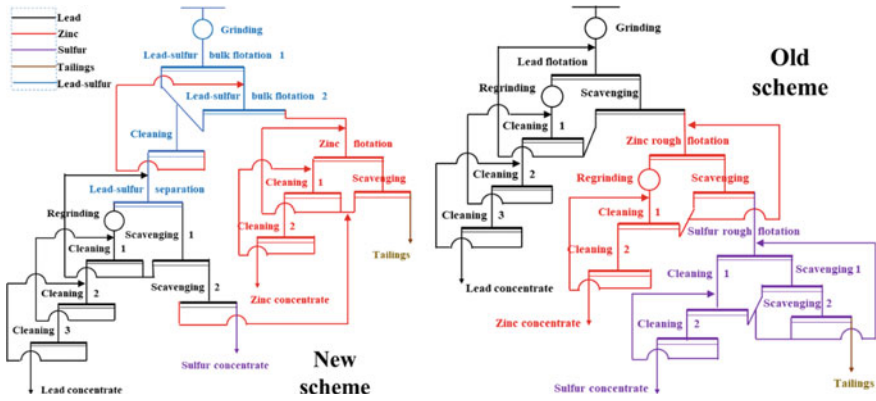 Lead
Zinc
Sulfur
Tailings
Lead-sulfur
Grinding
Lead-sulfur bulk flotation 1
Lead-sulfur bulk flotation 2
Cleaning
Zinc flotation
Cleaning 1
Scavenging
Lead-sulfur separation
Regrinding
Cleaning 1
Scavenging 1
Cleaning 2
Tailings
Cleaning 2
Scavenging 2
Zinc concentrate
Cleaning 3
Sulfur concentrate
New
scheme
Lead concentrate
Grinding
Old
scheme
Lead flotation
Regrinding
Scavenging
Cleaning 1
Zinc rough flotation
Cleaning 2
Regrinding
Scavenging
Cleaning 3
Cleaning 1
Sulfur rough flotation
Cleaning 2
Lead concentrate
Cleaning 1
Scavenging 1
Scavenging 2
Zinc concentrate
Cleaning 2
Sulfur concentrate
Tailings